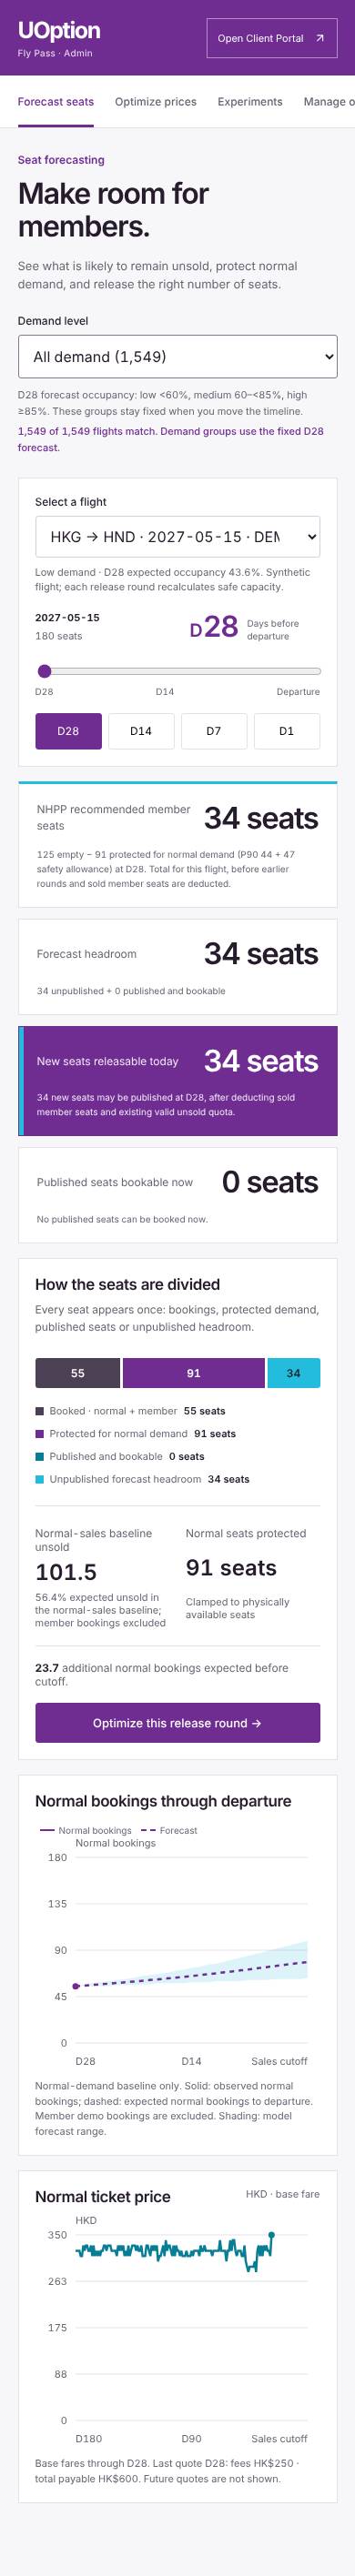 UOption
Fly Pass · Admin
Open Client Portal ↗
Forecast seats
Optimize prices
Experiments
Manage o
Seat forecasting
Make room for
members.
See what is likely to remain unsold, protect normal
demand, and release the right number of seats.
Demand level
All demand (1,549)
D28 forecast occupancy: low <60%, medium 60–<85%, high
≥85%. These groups stay fixed when you move the timeline.
1,549 of 1,549 flights match. Demand groups use the fixed D28
forecast.
Select a flight
HKG → HND · 2027-05-15 · DEM
Low demand · D28 expected occupancy 43.6%. Synthetic
flight; each release round recalculates safe capacity.
2027-05-15
180 seats
D28
Days before
departure
D28
D14
Departure
D28
D14
D7
D1
NHPP recommended member
seats
34 seats
125 empty − 91 protected for normal demand (P90 44 + 47
safety allowance) at D28. Total for this flight, before earlier
rounds and sold member seats are deducted.
Forecast headroom
34 seats
34 unpublished + 0 published and bookable
New seats releasable today
34 seats
34 new seats may be published at D28, after deducting sold
member seats and existing valid unsold quota.
Published seats bookable now
0 seats
No published seats can be booked now.
How the seats are divided
Every seat appears once: bookings, protected demand,
published seats or unpublished headroom.
55
91
34
Booked · normal + member 55 seats
Protected for normal demand 91 seats
Published and bookable 0 seats
Unpublished forecast headroom 34 seats
Normal-sales baseline
unsold
101.5
56.4% expected unsold in
the normal-sales baseline;
member bookings excluded
Normal seats protected
91 seats
Clamped to physically
available seats
23.7 additional normal bookings expected before
cutoff.
Optimize this release round →
Normal bookings through departure
Normal bookings
Forecast
Normal bookings
180
135
90
45
0
D28
D14
Sales cutoff
Normal-demand baseline only. Solid: observed normal
bookings; dashed: expected normal bookings to departure.
Member demo bookings are excluded. Shading: model
forecast range.
Normal ticket price
HKD · base fare
HKD
350
263
175
88
0
D180
D90
Sales cutoff
Base fares through D28. Last quote D28: fees HK$250 ·
total payable HK$600. Future quotes are not shown.